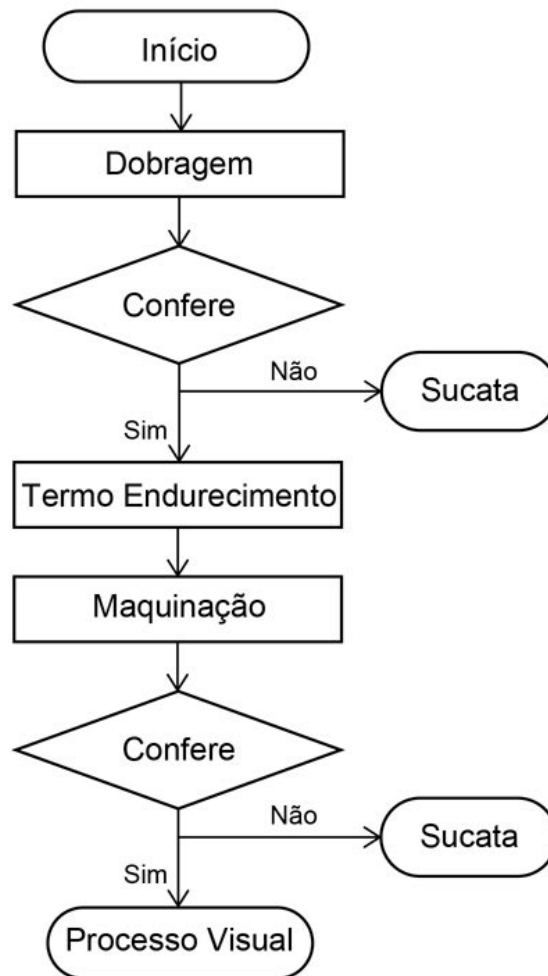 Início
Dobragem
Confere
Não
Sucata
Sim
Termo Endurecimento
Maquinação
Confere
Não
Sucata
Sim
Processo Visual